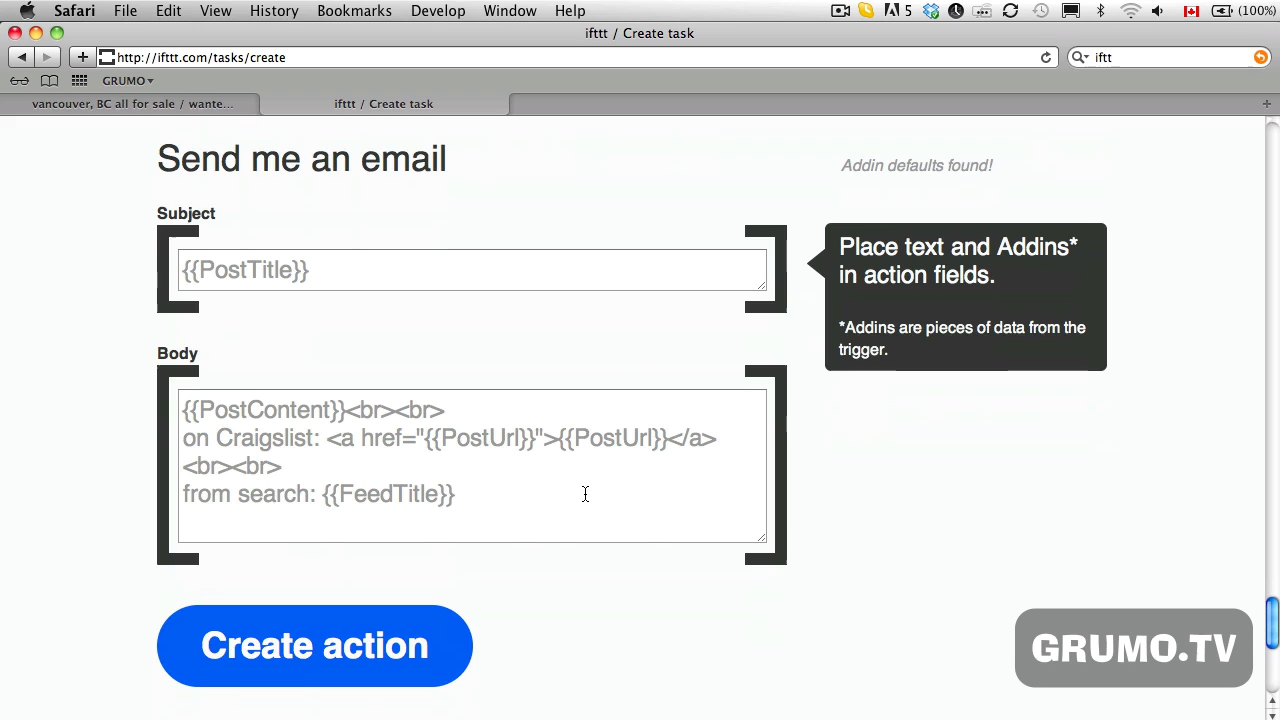 Safari File Edit View History Bookmarks Develop Window Help 5 (100%)
ifttt / Create task
http://ifttt.com/tasks/create
iftt
GRUMO
vancouver, BC all for sale / wante...
ifttt / Create task
Send me an email
Addin defaults found!
Subject
{{PostTitle}}
Place text and Addins*
in action fields.
*Addins are pieces of data from the
trigger.
Body
{{PostContent}}<br><br>
on Craigslist: <a href="{{PostUrl}}">{{PostUrl}}</a>
<br><br>
from search: {{FeedTitle}}
Create action
GRUMO.TV